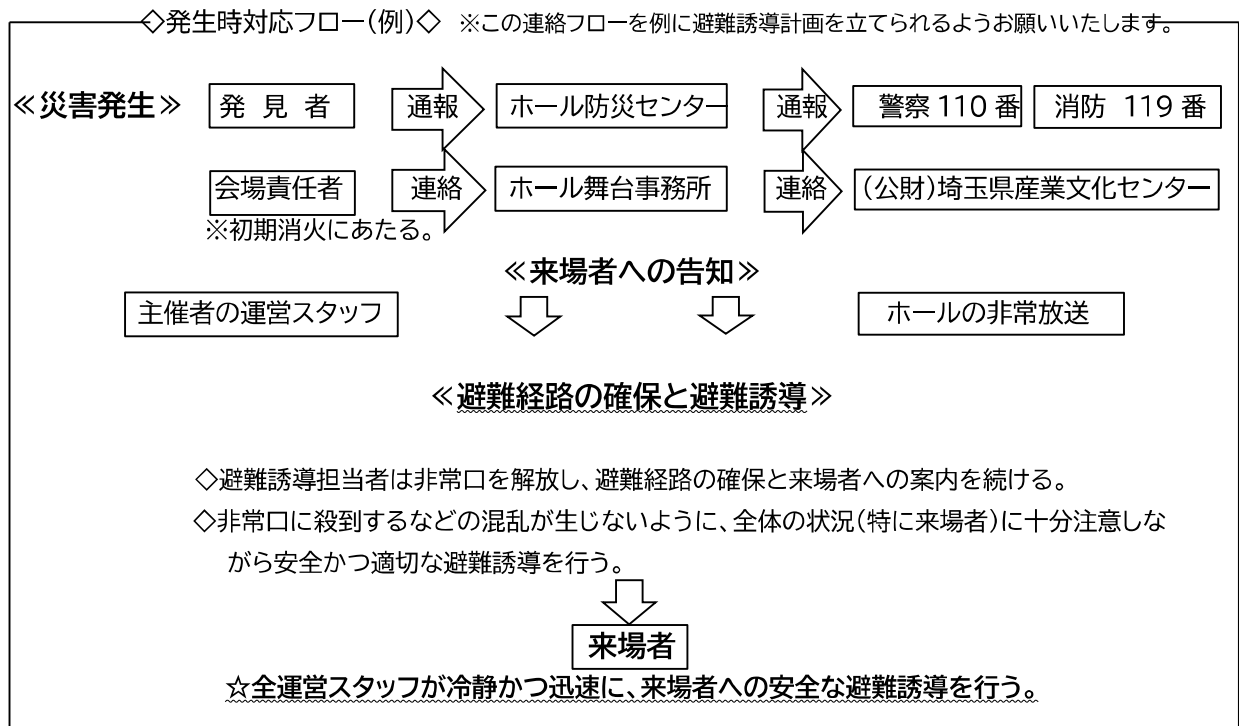 ◇発生時対応フロー(例)◇ ※この連絡フローを例に避難誘導計画を立てられるようお願いいたします。
≪災害発生≫ 発 見 者 通報 ホール防災センター 通報 警察 110 番 消防 119 番
会場責任者 連絡 ホール舞台事務所 連絡 (公財)埼玉県産業文化センター
※初期消火にあたる。
≪来場者への告知≫
主催者の運営スタッフ ホールの非常放送
≪避難経路の確保と避難誘導≫
◇避難誘導担当者は非常口を解放し、避難経路の確保と来場者への案内を続ける。
◇非常口に殺到するなどの混乱が生じないように、全体の状況(特に来場者)に十分注意しな
がら安全かつ適切な避難誘導を行う。
来場者
☆全運営スタッフが冷静かつ迅速に、来場者への安全な避難誘導を行う。